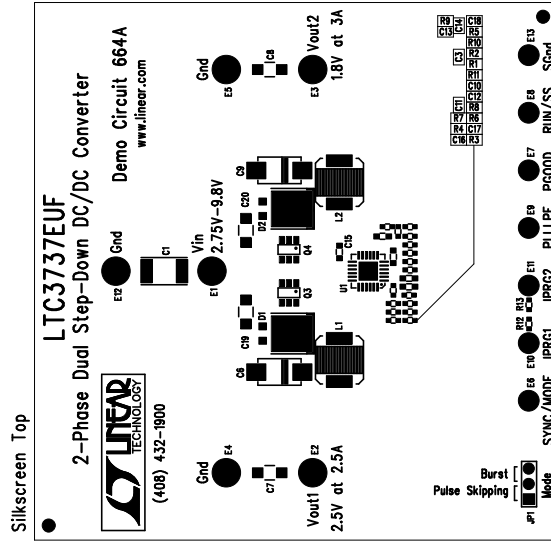 Silkscreen Top
LTC3737EUF
2-Phase Dual Step-Down DC/DC Converter
Demo Circuit 664A
www.linear.com
LT LINEAR
TECHNOLOGY
(408) 432-1900
E12 Gnd
C1
Vin
2.75V-9.8V
E1
Gnd
E5
C8
Vout2
1.8V at 3A
E3
Gnd
E4
C7
Vout1
2.5V at 2.5A
E2
C19
D1
C6
Q3
L1
C20
D2
C9
Q4
L2
C15
U1
R9
C13
C14
C18
R5
R10
C3
R2
R1
R11
C10
C12
C11
R8
R7
R6
R4
C17
C16
R3
E13
SGnd
E8
RUN/SS
E7
PGOOD
E9
PLLLPF
E11
IPRG2
R13
R12
E10
IPRG1
E6
SYNC/MODE
Burst
Pulse Skipping
JP1
Mode